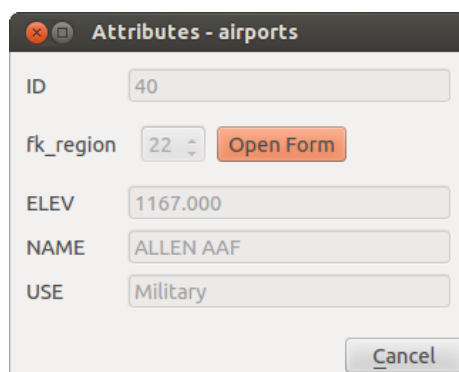 Attributes - airports
ID 40
fk_region 22 Open Form
ELEV 1167.000
NAME ALLEN AAF
USE Military
Cancel